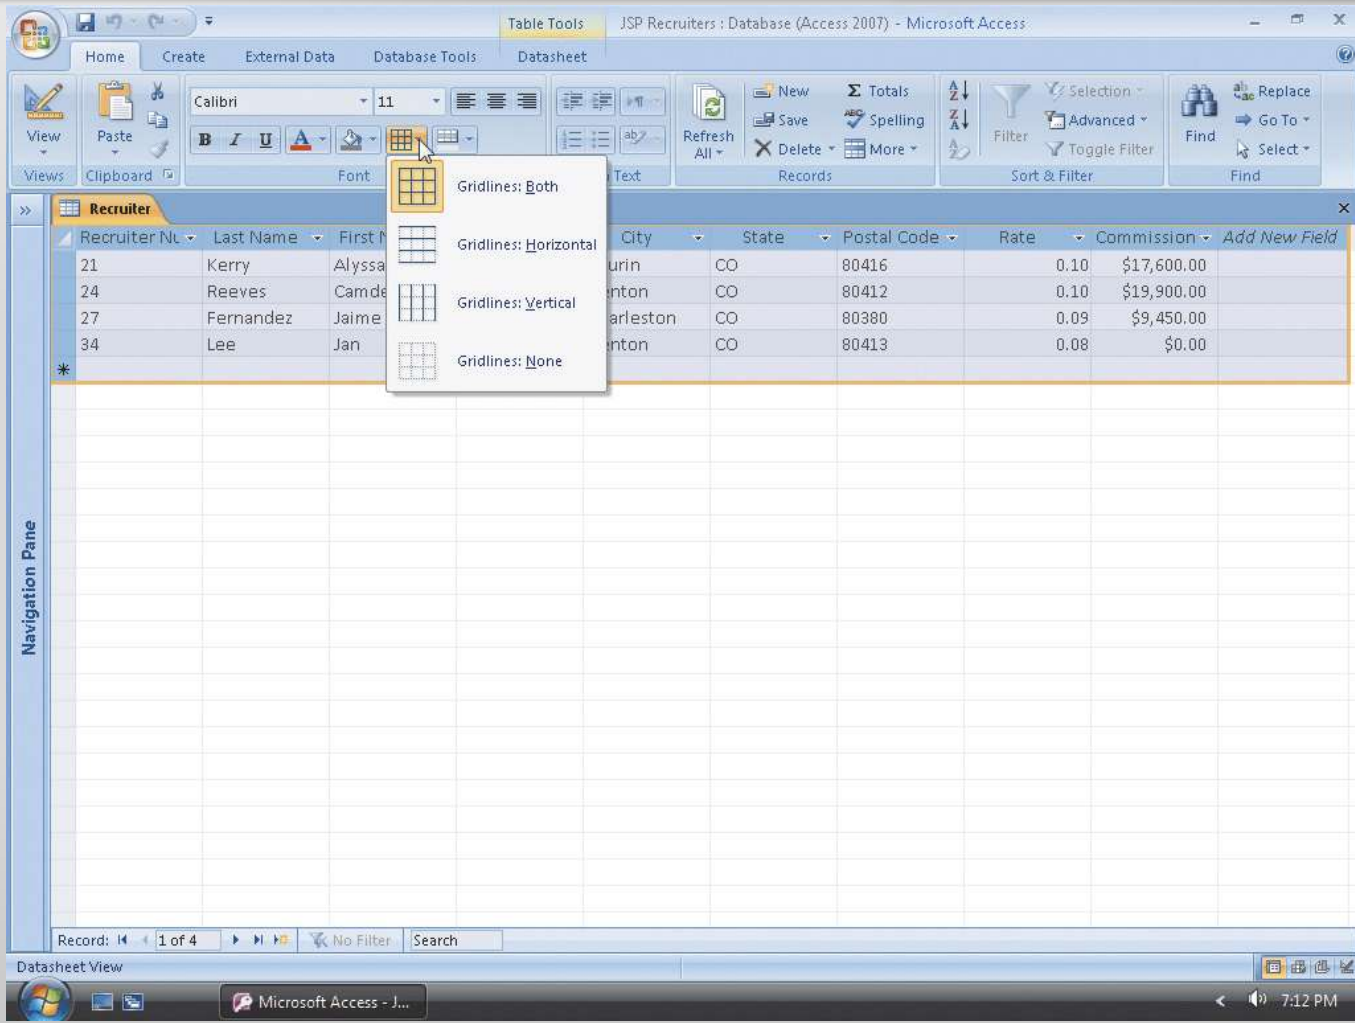 Table Tools JSP Recruiters : Database (Access 2007) - Microsoft Access
Home Create External Data Database Tools Datasheet
Calibri 11 New Σ Totals Selection Replace
Save Spelling Advanced Go To
View Paste B I U A Refresh All Delete More Filter Toggle Filter Find Select
Views Clipboard Font Text Records Sort & Filter Find
Gridlines: Both
Gridlines: Horizontal
Gridlines: Vertical
Gridlines: None
Recruiter
Recruiter Nu Last Name First N City State Postal Code Rate Commission Add New Field
21 Kerry Alyssa urin CO 80416 0.10 $17,600.00
24 Reeves Camde nton CO 80412 0.10 $19,900.00
27 Fernandez Jaime arleston CO 80380 0.09 $9,450.00
34 Lee Jan nton CO 80413 0.08 $0.00
Navigation Pane
Record: 1 of 4 No Filter Search
Datasheet View
Microsoft Access - J... 7:12 PM